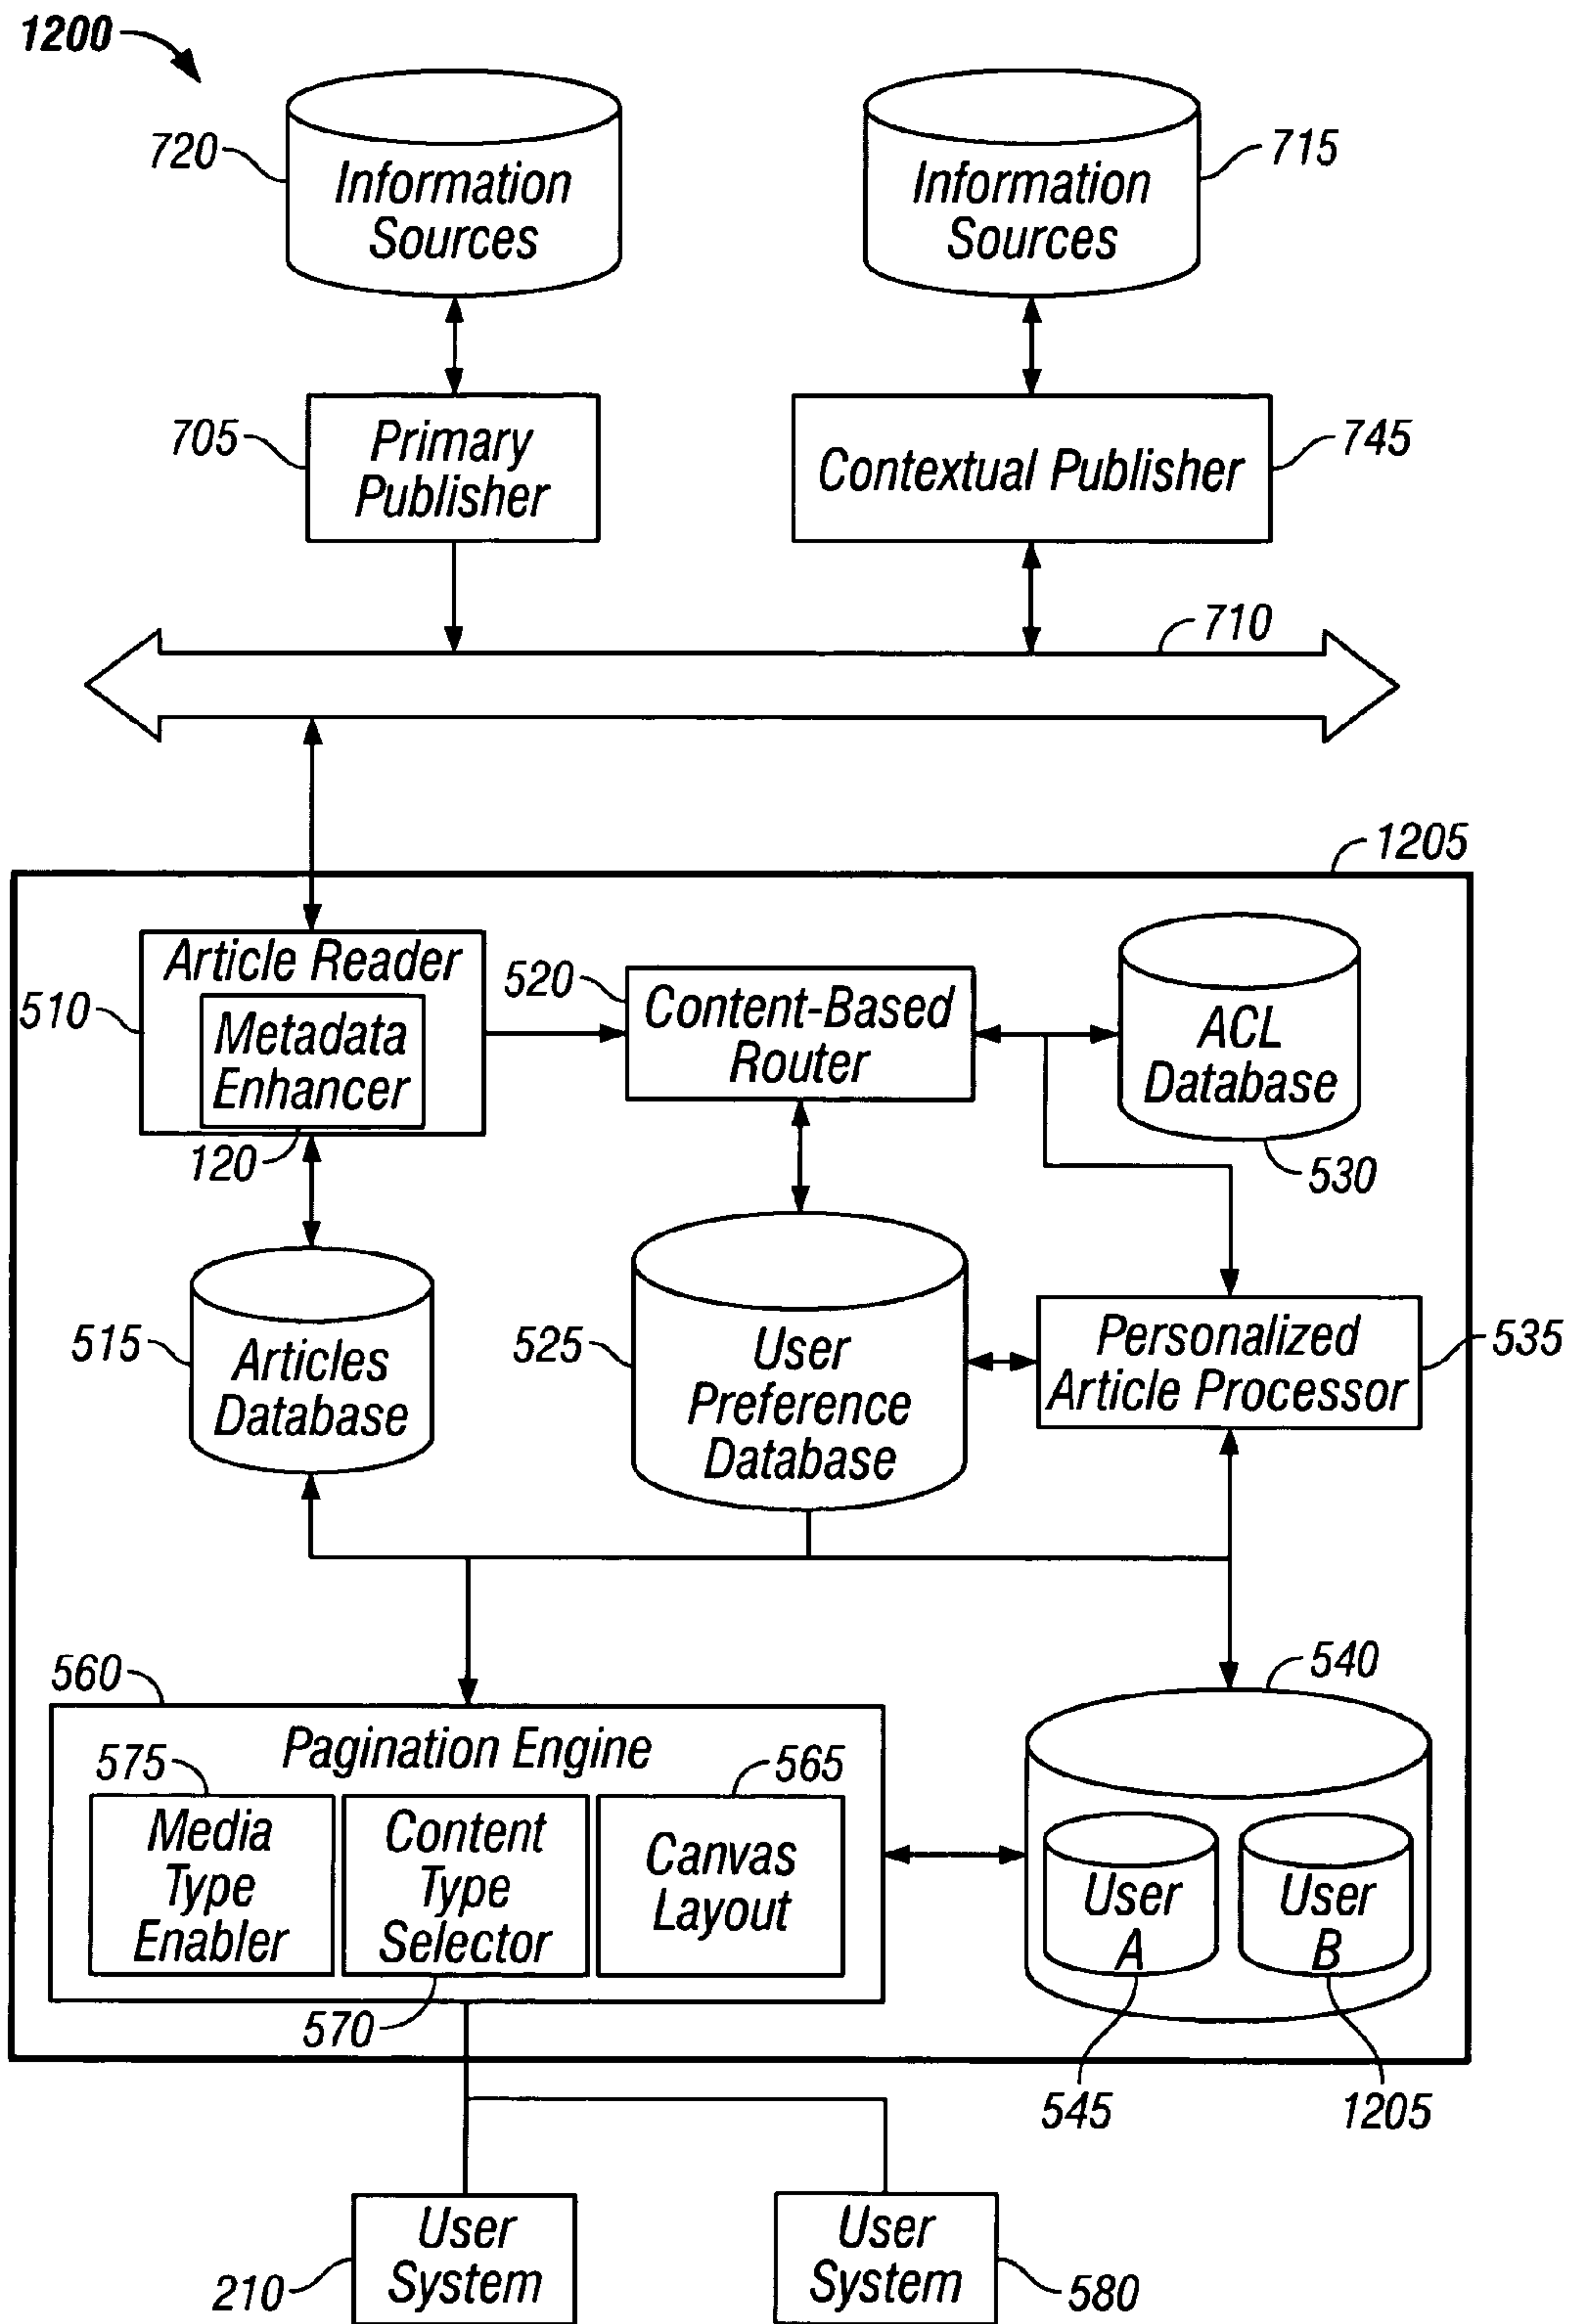 1200
720
Information
Sources
Information
Sources
715
705
Primary
Publisher
Contextual Publisher
745
710
1205
Article Reader
510
Metadata
Enhancer
120
520
Content-Based
Router
ACL
Database
530
515
Articles
Database
525
User
Preference
Database
Personalized
Article Processor
535
560
Pagination Engine
575
Media
Type
Enabler
Content
Type
Selector
570
565
Canvas
Layout
540
User
A
User
B
545
1205
User
System
210
User
System
580